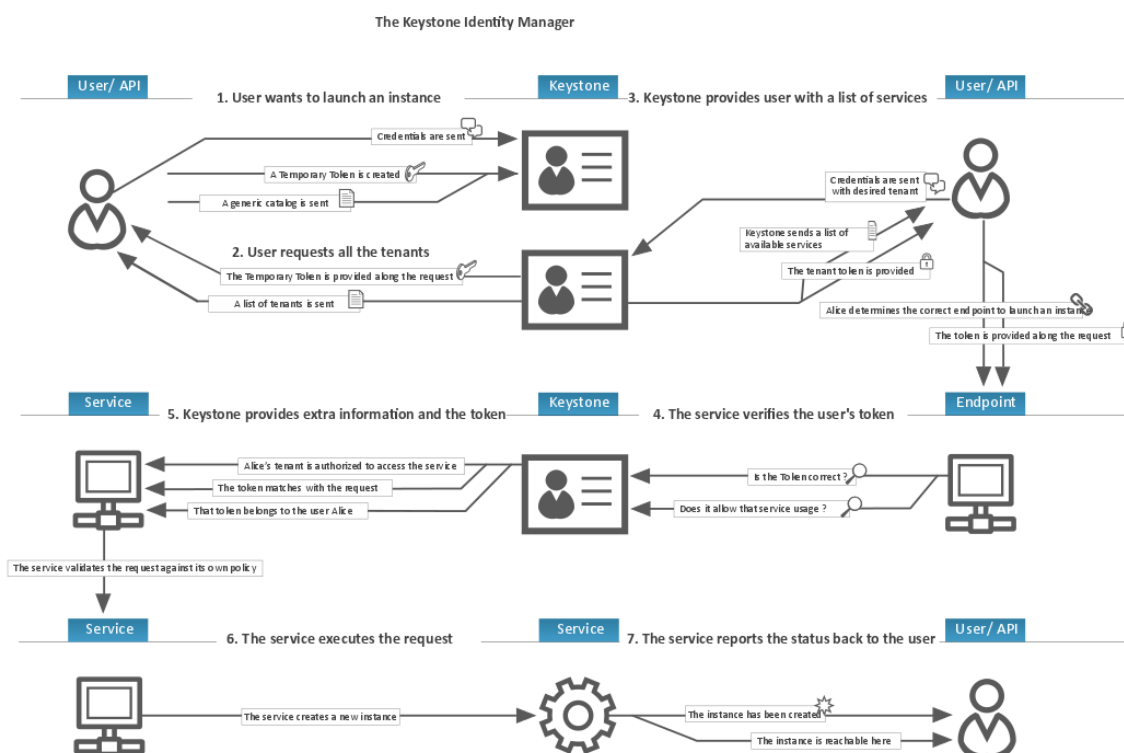 The Keystone Identity Manager
User/ API
1. User wants to launch an instance
Keystone
3. Keystone provides user with a list of services
User/ API
Credentials are sent
A Temporary Token is created
A generic catalog is sent
Credentials are sent
with desired tenant
Keystone sends a list of
available services
2. User requests all the tenants
The Temporary Token is provided along the request
The tenant token is provided
A list of tenants is sent
Alice determines the correct endpoint to launch an instance
The token is provided along the request
Service
5. Keystone provides extra information and the token
Keystone
4. The service verifies the user's token
Endpoint
Alice's tenant is authorized to access the service
Is the Token correct ?
The token matches with the request
Does it allow that service usage ?
That token belongs to the user Alice
The service validates the request against its own policy
Service
6. The service executes the request
Service
7. The service reports the status back to the user
User/ API
The service creates a new instance
The instance has been created
The instance is reachable here